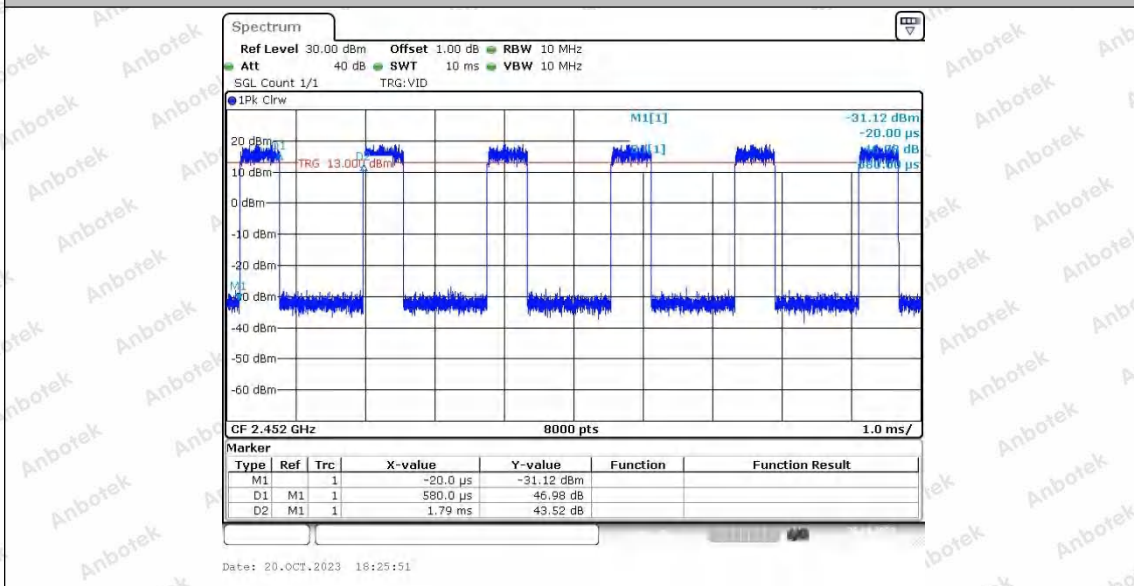 Spectrum
Ref Level 30.00 dBm Offset 1.00 dB RBW 10 MHz
Att 40 dB SWT 10 ms VBW 10 MHz
SGL Count 1/1 TRG:VID
1Pk Clrw
M1[1] -31.12 dBm
-20.00 µs
20 dBm
TRG 13.000 dBm
10 dBm
0 dBm
-10 dBm
-20 dBm
M1
-40 dBm
-50 dBm
-60 dBm
CF 2.452 GHz 8000 pts 1.0 ms/
Marker
Type Ref Trc X-value Y-value Function Function Result
M1 1 -20.0 µs -31.12 dBm
D1 M1 1 580.0 µs 46.98 dB
D2 M1 1 1.79 ms 43.52 dB
Date: 20.OCT.2023 18:25:51
Anbotek